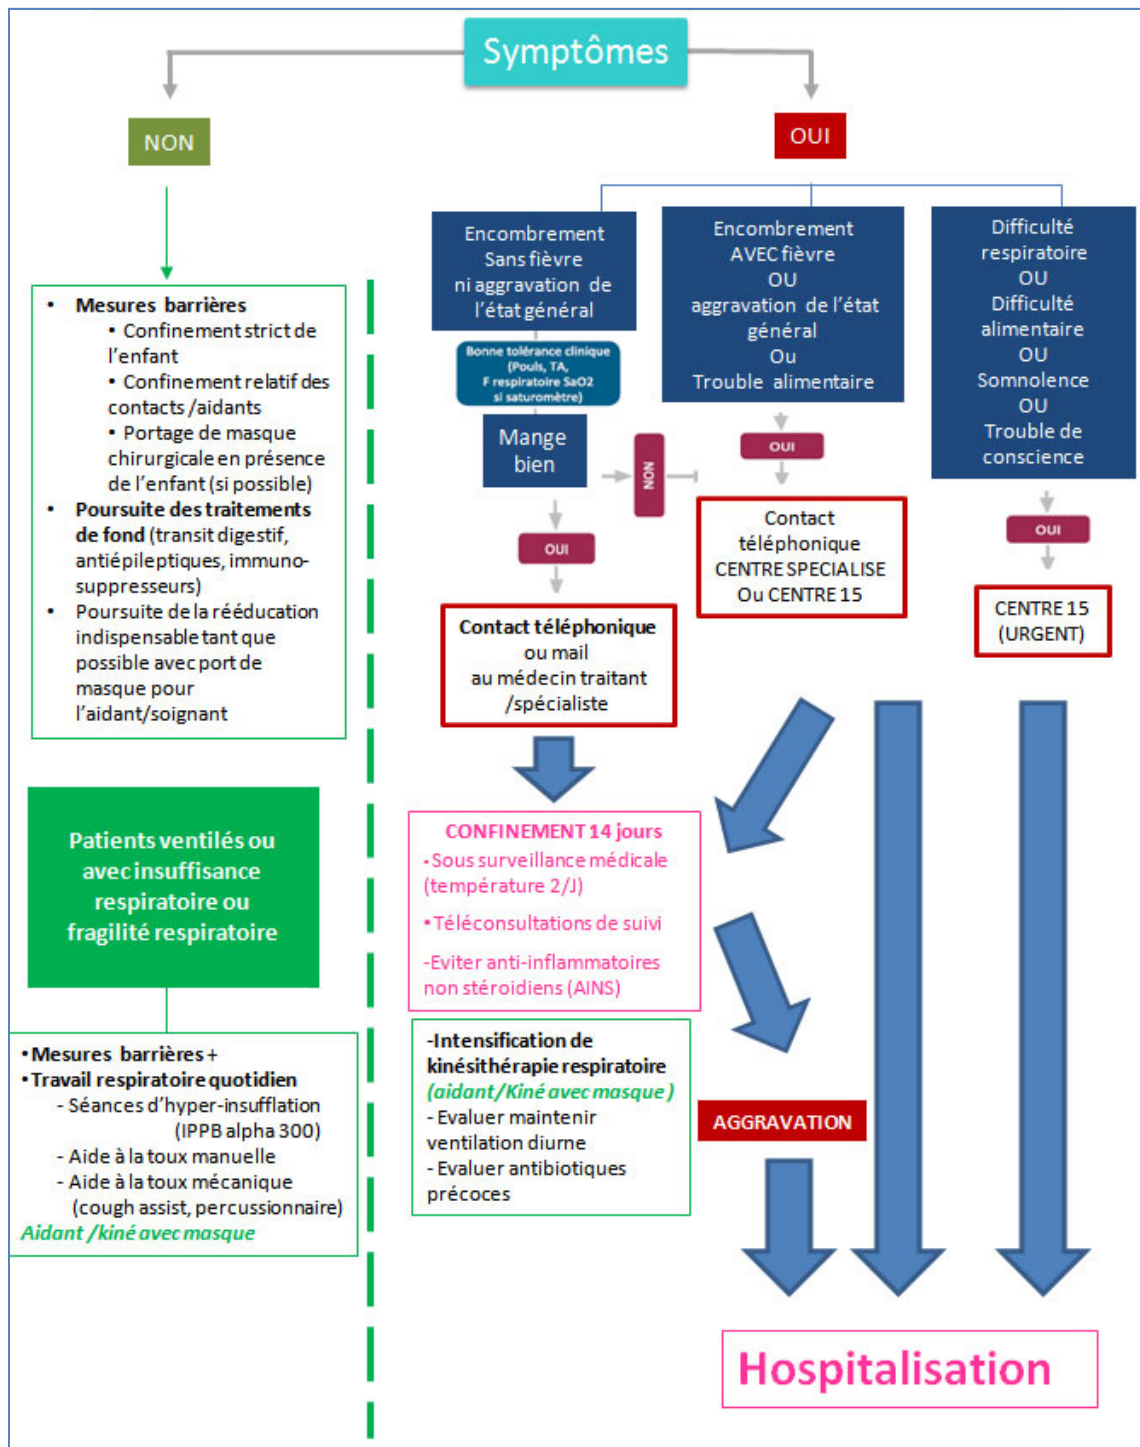 Symptômes
NON
OUI
• Mesures barrières
• Confinement strict de
l'enfant
• Confinement relatif des
contacts /aidants
• Portage de masque
chirurgicale en présence
de l'enfant (si possible)
• Poursuite des traitements
de fond (transit digestif,
antiépileptiques, immuno-
suppresseurs)
• Poursuite de la rééducation
indispensable tant que
possible avec port de
masque pour
l'aidant/soignant
Patients ventilés ou
avec insuffisance
respiratoire ou
fragilité respiratoire
• Mesures barrières +
• Travail respiratoire quotidien
- Séances d'hyper-insufflation
(IPPB alpha 300)
- Aide à la toux manuelle
- Aide à la toux mécanique
(cough assist, percussionnaire)
Aidant /kiné avec masque
Encombrement
Sans fièvre
ni aggravation de
l'état général
Bonne tolérance clinique
(Pouls, TA,
F respiratoire SaO2
si saturomètre)
Mange
bien
NON
OUI
Contact téléphonique
ou mail
au médecin traitant
/spécialiste
Encombrement
AVEC fièvre
OU
aggravation de l'état
général
Ou
Trouble alimentaire
OUI
Contact
téléphonique
CENTRE SPECIALISE
Ou CENTRE 15
Difficulté
respiratoire
OU
Difficulté
alimentaire
OU
Somnolence
OU
Trouble de
conscience
OUI
CENTRE 15
(URGENT)
CONFINEMENT 14 jours
• Sous surveillance médicale
(température 2/J)
• Téléconsultations de suivi
-Eviter anti-inflammatoires
non stéroidiens (AINS)
-Intensification de
kinésithérapie respiratoire
(aidant/Kiné avec masque )
- Evaluer maintenir
ventilation diurne
- Evaluer antibiotiques
précoces
AGGRAVATION
Hospitalisation